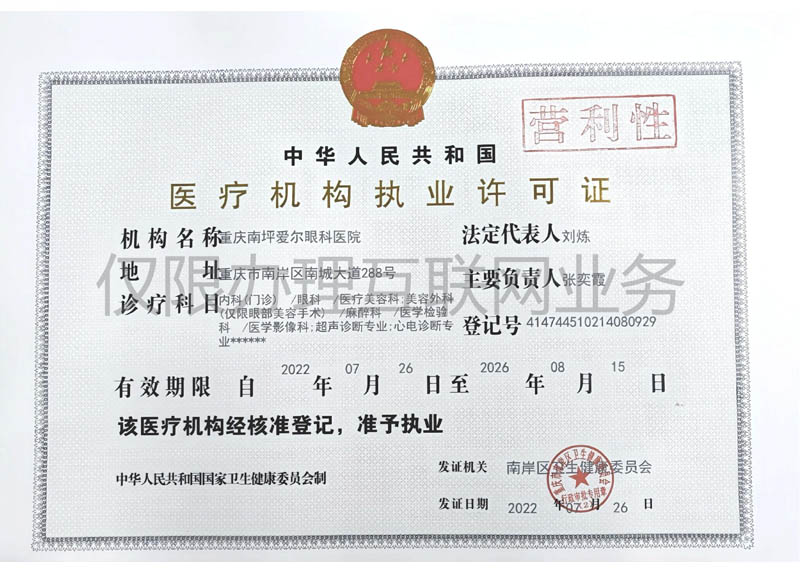 营利性
中华人民共和国
医疗机构执业许可证
机构名称 重庆南坪爱尔眼科医院
法定代表人 刘炼
地 址 重庆市南岸区南城大道288号
主要负责人 张奕霞
诊疗科目 内科(门诊) /眼科 /医疗美容科;美容外科
(仅限眼部美容手术) /麻醉科 /医学检验
科 /医学影像科;超声诊断专业;心电诊断专
业******
登记号 414744510214080929
仅限办理互联网业务
有效期限 自 2022 年 07 月 26 日至 2026 年 08 月 15 日
该医疗机构经核准登记，准予执业
中华人民共和国国家卫生健康委员会制
发证机关 南岸区卫生健康委员会
发证日期 2022 年 07 月 26 日
行政审批专用章